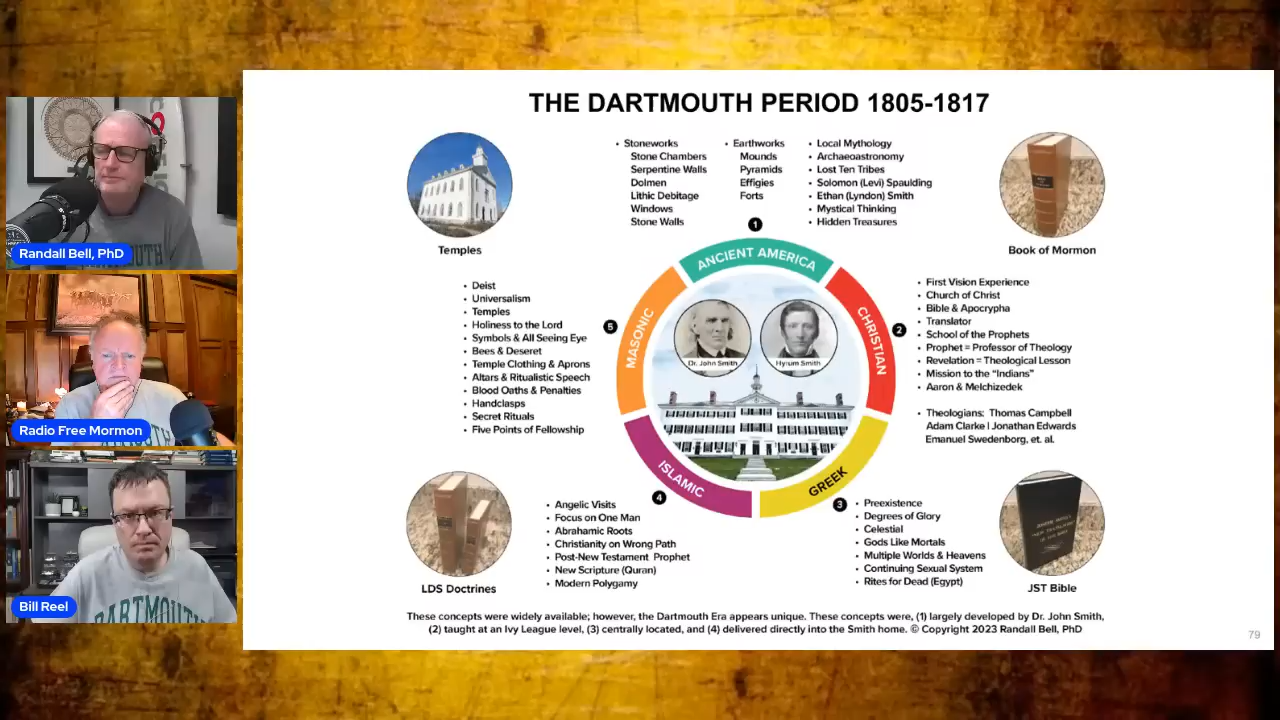 THE DARTMOUTH PERIOD 1805-1817
Temples
• Stoneworks
Stone Chambers
Serpentine Walls
Dolmen
Lithic Debitage
Windows
Stone Walls
• Earthworks
Mounds
Pyramids
Effigies
Forts
• Local Mythology
• Archaeoastronomy
• Lost Ten Tribes
• Solomon (Levi) Spaulding
• Ethan (Lyndon) Smith
• Mystical Thinking
• Hidden Treasures
Book of Mormon
1
ANCIENT AMERICA
2
CHRISTIAN
• First Vision Experience
• Church of Christ
• Bible & Apocrypha
• Translator
• School of the Prophets
• Prophet = Professor of Theology
• Revelation = Theological Lesson
• Mission to the "Indians"
• Aaron & Melchizedek
• Theologians: Thomas Campbell
Adam Clarke | Jonathan Edwards
Emanuel Swedenborg, et. al.
5
MASONIC
• Deist
• Universalism
• Temples
• Holiness to the Lord
• Symbols & All Seeing Eye
• Bees & Deseret
• Temple Clothing & Aprons
• Altars & Ritualistic Speech
• Blood Oaths & Penalties
• Handclasps
• Secret Rituals
• Five Points of Fellowship
Dr. John Smith
Hyrum Smith
ISLAMIC
4
GREEK
3
LDS Doctrines
• Angelic Visits
• Focus on One Man
• Abrahamic Roots
• Christianity on Wrong Path
• Post-New Testament Prophet
• New Scripture (Quran)
• Modern Polygamy
• Preexistence
• Degrees of Glory
• Celestial
• Gods Like Mortals
• Multiple Worlds & Heavens
• Continuing Sexual System
• Rites for Dead (Egypt)
JST Bible
These concepts were widely available; however, the Dartmouth Era appears unique. These concepts were, (1) largely developed by Dr. John Smith,
(2) taught at an Ivy League level, (3) centrally located, and (4) delivered directly into the Smith home. © Copyright 2023 Randall Bell, PhD
79
Randall Bell, PhD
Radio Free Mormon
Bill Reel
DARTMOUTH